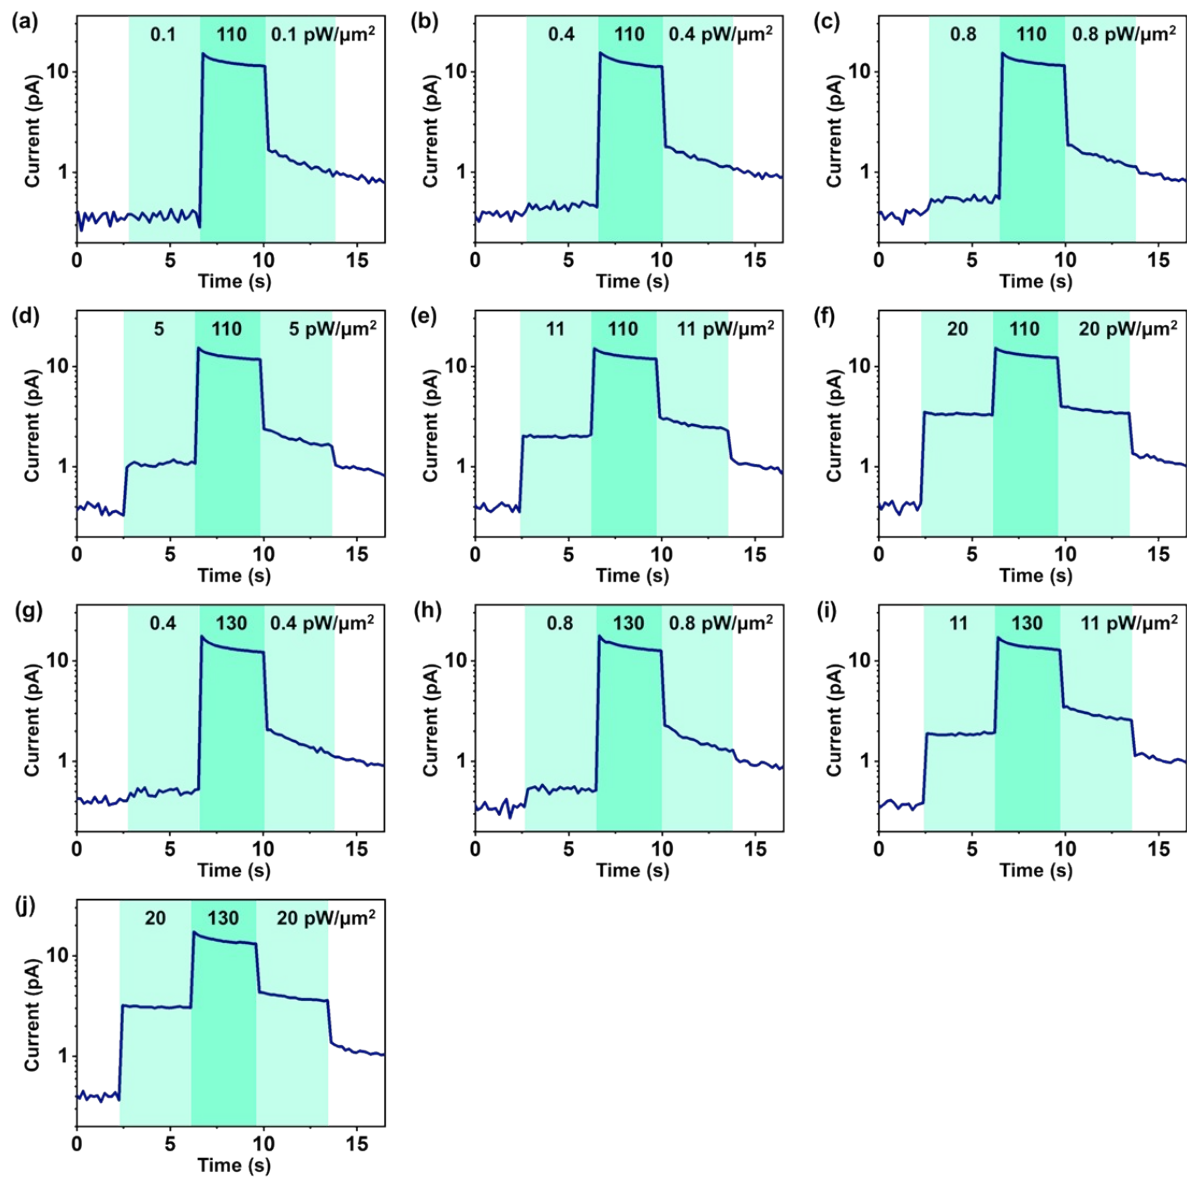 (a) 0.1 110 0.1 pW/μm²
Current (pA)
10
1
0 5 10 15
Time (s)
(b) 0.4 110 0.4 pW/μm²
Current (pA)
10
1
0 5 10 15
Time (s)
(c) 0.8 110 0.8 pW/μm²
Current (pA)
10
1
0 5 10 15
Time (s)
(d) 5 110 5 pW/μm²
Current (pA)
10
1
0 5 10 15
Time (s)
(e) 11 110 11 pW/μm²
Current (pA)
10
1
0 5 10 15
Time (s)
(f) 20 110 20 pW/μm²
Current (pA)
10
1
0 5 10 15
Time (s)
(g) 0.4 130 0.4 pW/μm²
Current (pA)
10
1
0 5 10 15
Time (s)
(h) 0.8 130 0.8 pW/μm²
Current (pA)
10
1
0 5 10 15
Time (s)
(i) 11 130 11 pW/μm²
Current (pA)
10
1
0 5 10 15
Time (s)
(j) 20 130 20 pW/μm²
Current (pA)
10
1
0 5 10 15
Time (s)